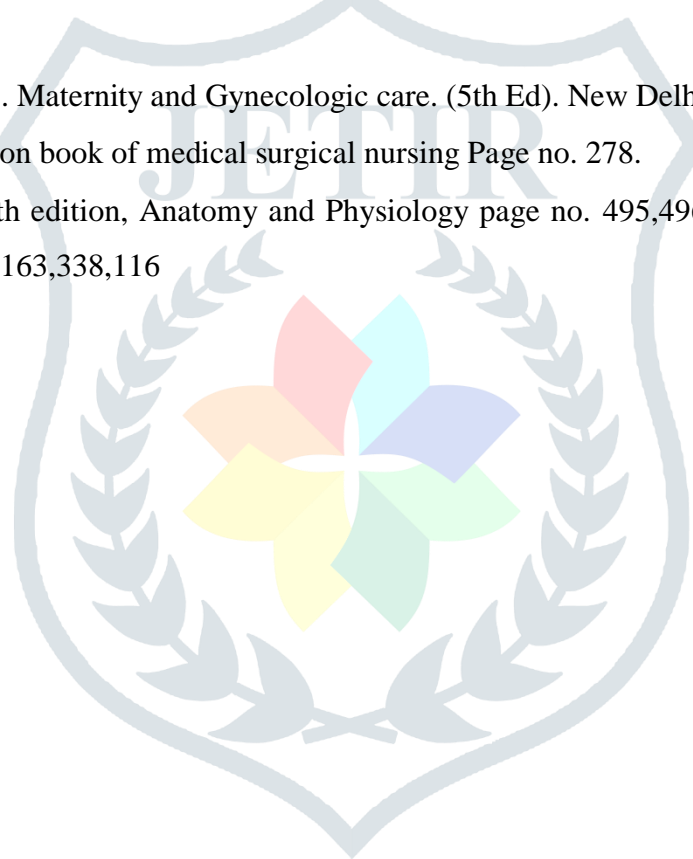 . Maternity and Gynecologic care. (5th Ed). New Delh
on book of medical surgical nursing Page no. 278.
th edition, Anatomy and Physiology page no. 495,496
163,338,116
JETIR